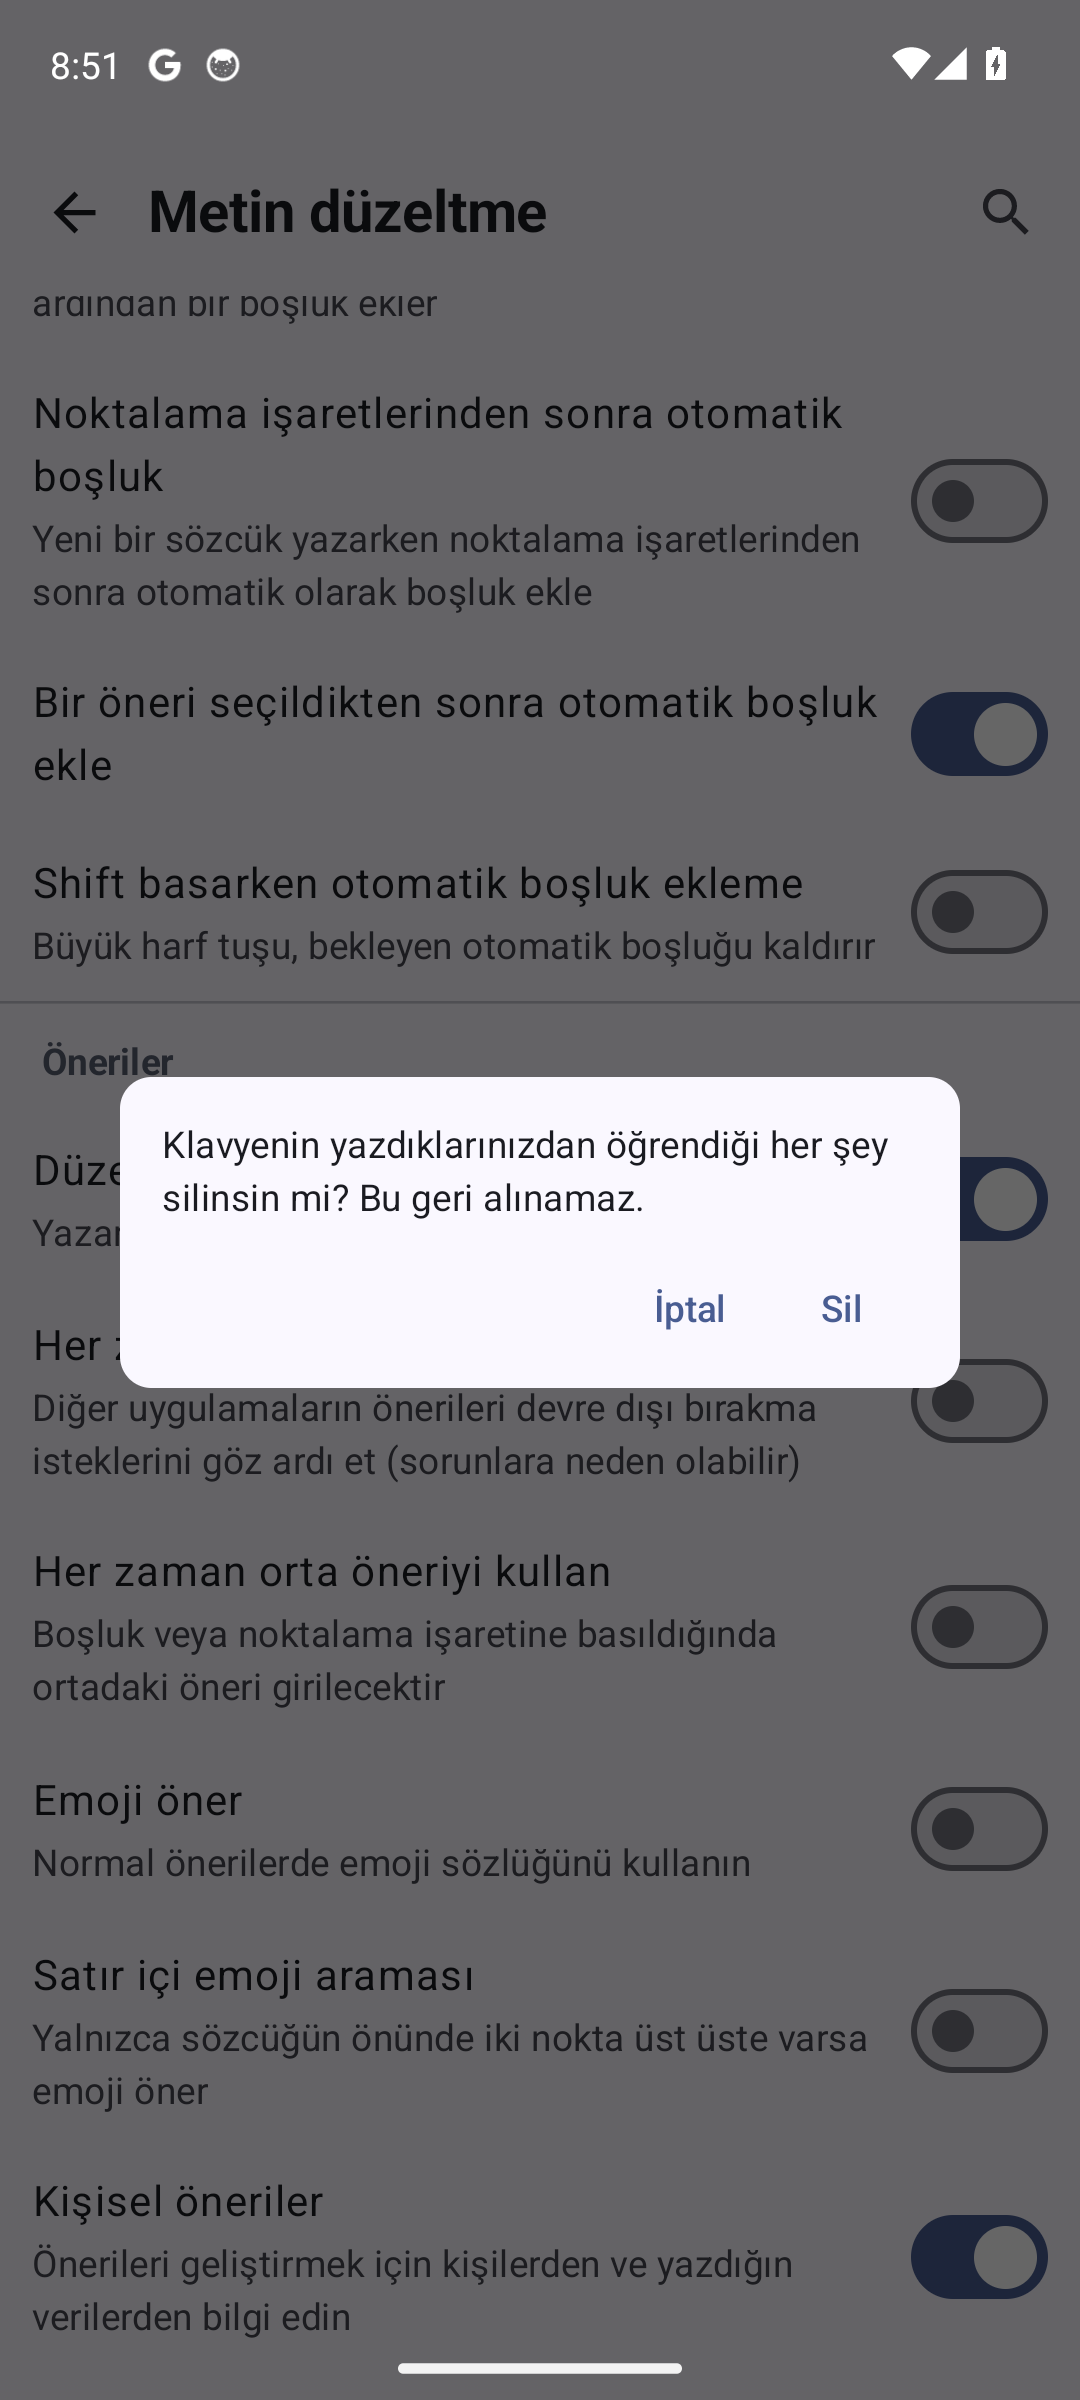 8:51
Metin düzeltme
ardından bir boşluk ekler
Noktalama işaretlerinden sonra otomatik
boşluk
Yeni bir sözcük yazarken noktalama işaretlerinden
sonra otomatik olarak boşluk ekle
Bir öneri seçildikten sonra otomatik boşluk
ekle
Shift basarken otomatik boşluk ekleme
Büyük harf tuşu, bekleyen otomatik boşluğu kaldırır
Öneriler
Klavyenin yazdıklarınızdan öğrendiği her şey
silinsin mi? Bu geri alınamaz.
İptal Sil
Her
Diğer uygulamaların önerileri devre dışı bırakma
isteklerini göz ardı et (sorunlara neden olabilir)
Her zaman orta öneriyi kullan
Boşluk veya noktalama işaretine basıldığında
ortadaki öneri girilecektir
Emoji öner
Normal önerilerde emoji sözlüğünü kullanın
Satır içi emoji araması
Yalnızca sözcüğün önünde iki nokta üst üste varsa
emoji öner
Kişisel öneriler
Önerileri geliştirmek için kişilerden ve yazdığın
verilerden bilgi edin